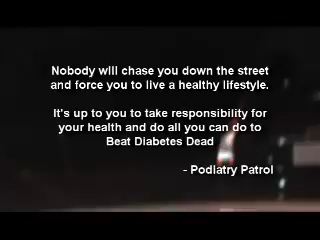 Nobody will chase you down the street
and force you to live a healthy lifestyle.
It's up to you to take responsibility for
your health and do all you can do to
Beat Diabetes Dead
- Podiatry Patrol